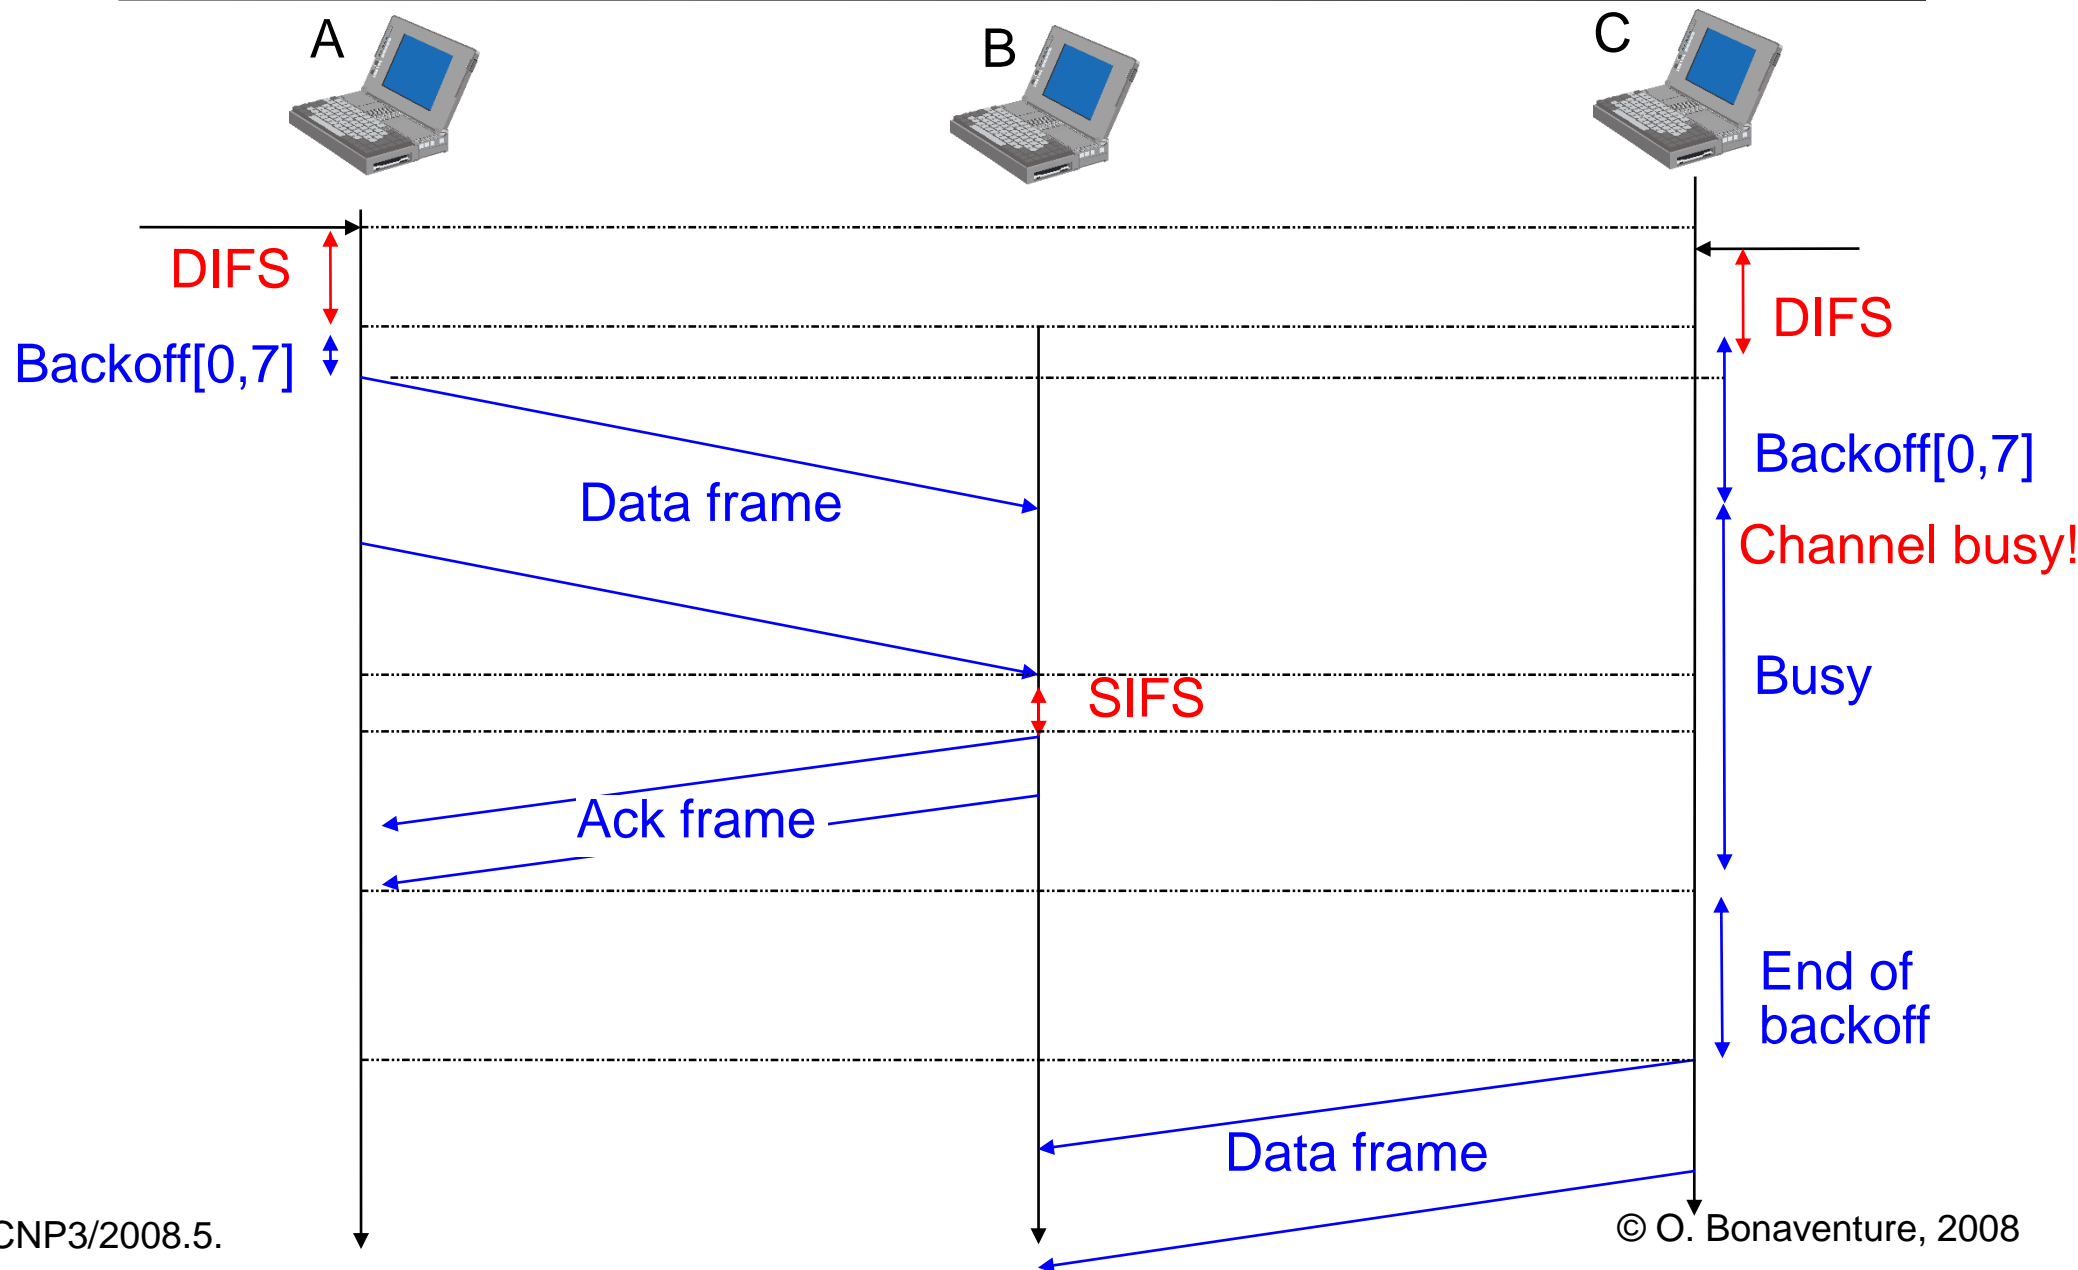 A
B
C
DIFS
DIFS
Backoff[0,7]
Backoff[0,7]
Data frame
Channel busy!
Busy
SIFS
Ack frame
End of
backoff
Data frame
CNP3/2008.5.
© O. Bonaventure, 2008